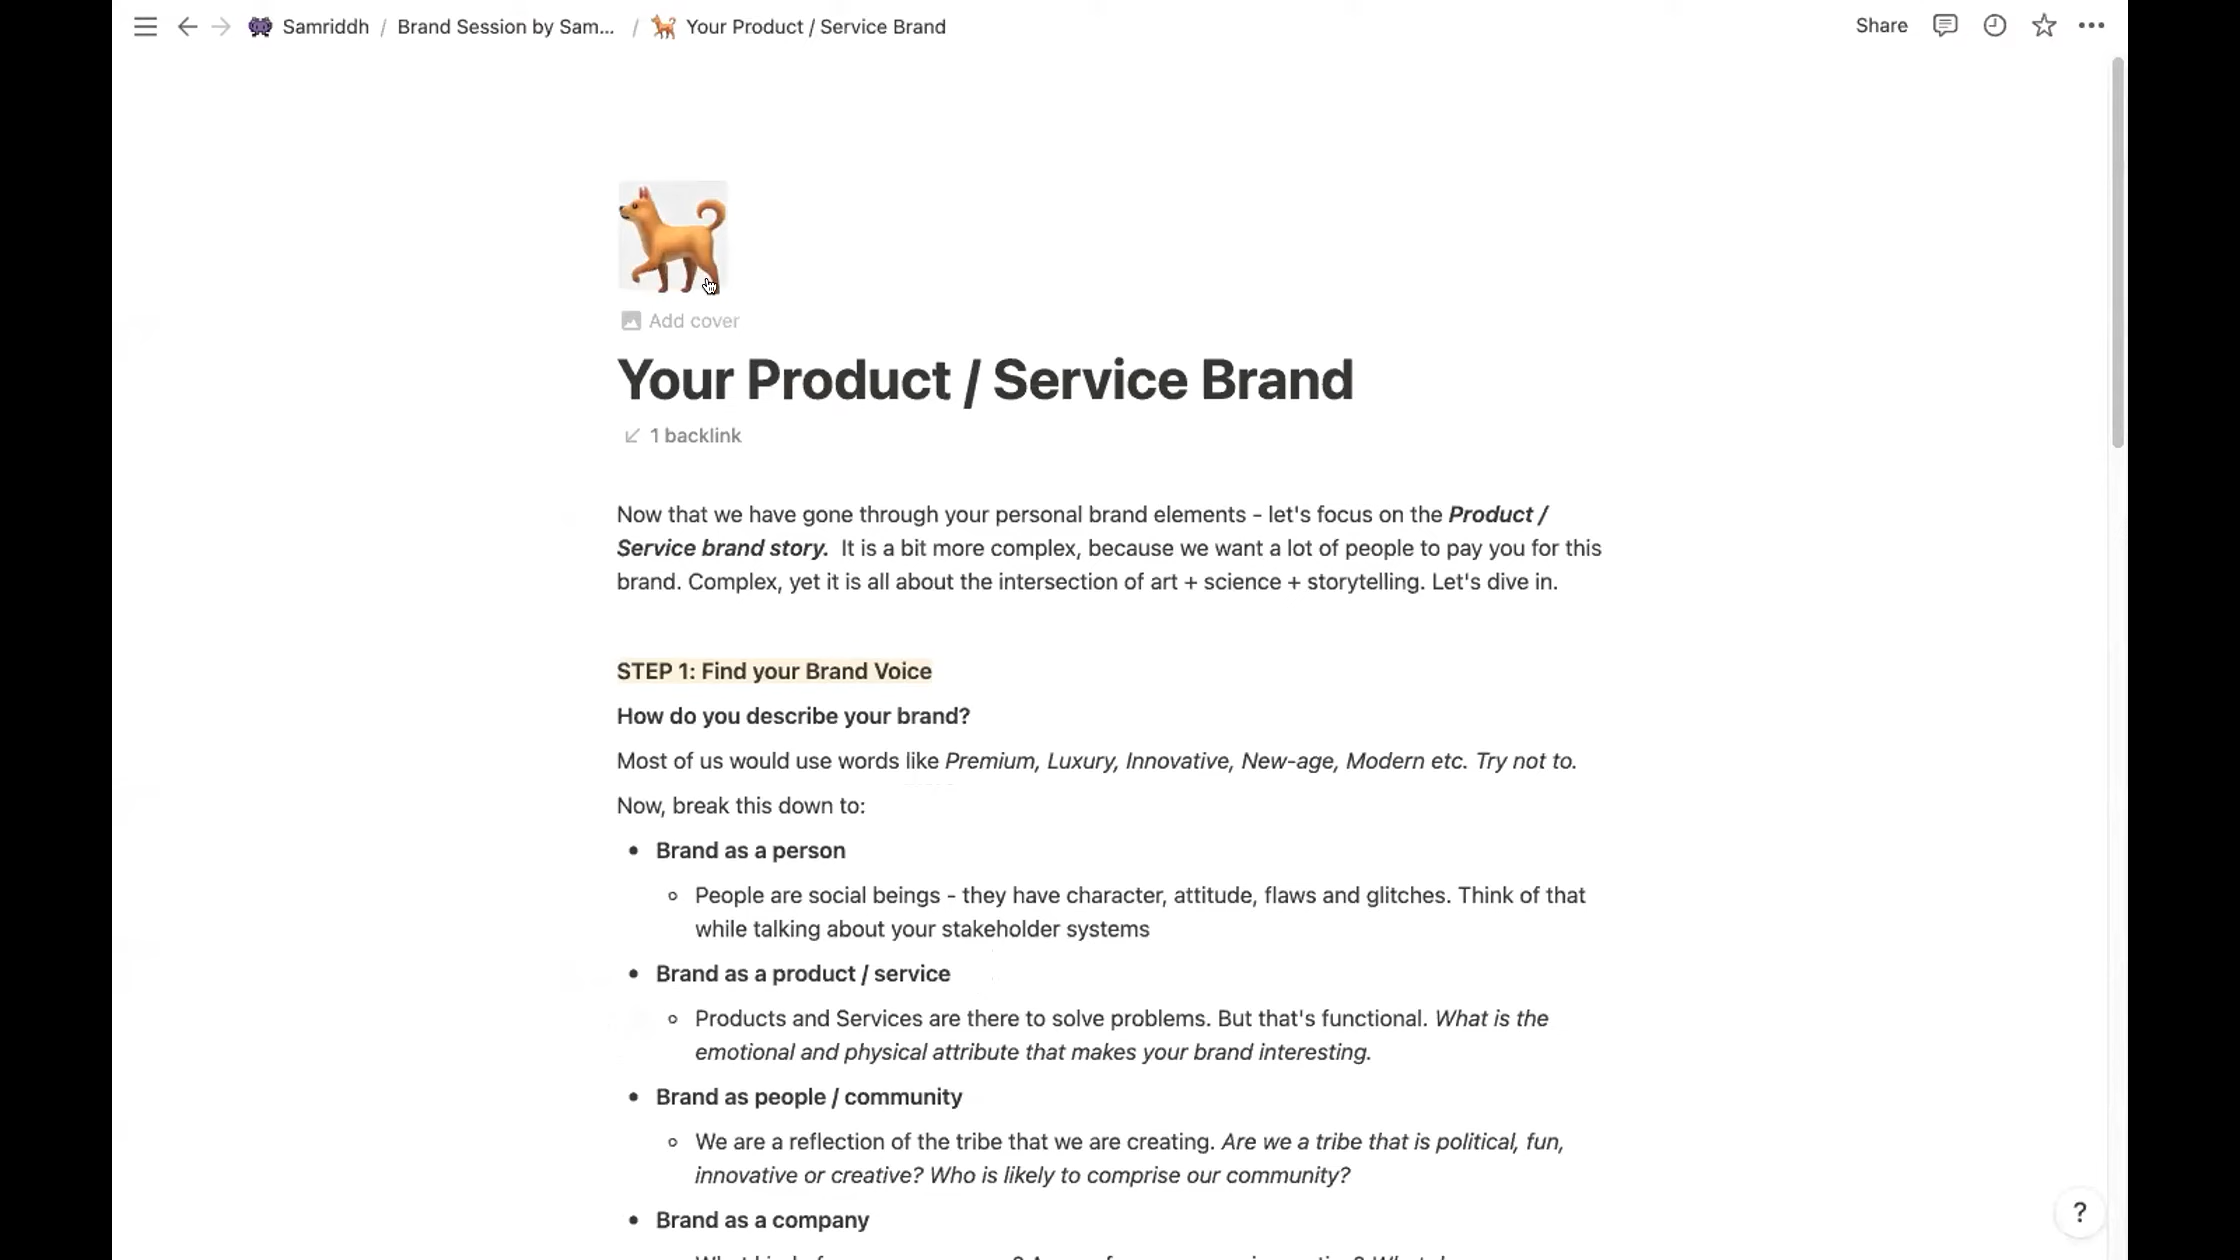 Samriddh / Brand Session by Sam... / Your Product / Service Brand
Share
Add cover
Your Product / Service Brand
1 backlink
Now that we have gone through your personal brand elements - let's focus on the Product /
Service brand story. It is a bit more complex, because we want a lot of people to pay you for this
brand. Complex, yet it is all about the intersection of art + science + storytelling. Let's dive in.
STEP 1: Find your Brand Voice
How do you describe your brand?
Most of us would use words like Premium, Luxury, Innovative, New-age, Modern etc. Try not to.
Now, break this down to:
• Brand as a person
◦ People are social beings - they have character, attitude, flaws and glitches. Think of that
while talking about your stakeholder systems
• Brand as a product / service
◦ Products and Services are there to solve problems. But that's functional. What is the
emotional and physical attribute that makes your brand interesting.
• Brand as people / community
◦ We are a reflection of the tribe that we are creating. Are we a tribe that is political, fun,
innovative or creative? Who is likely to comprise our community?
• Brand as a company
?